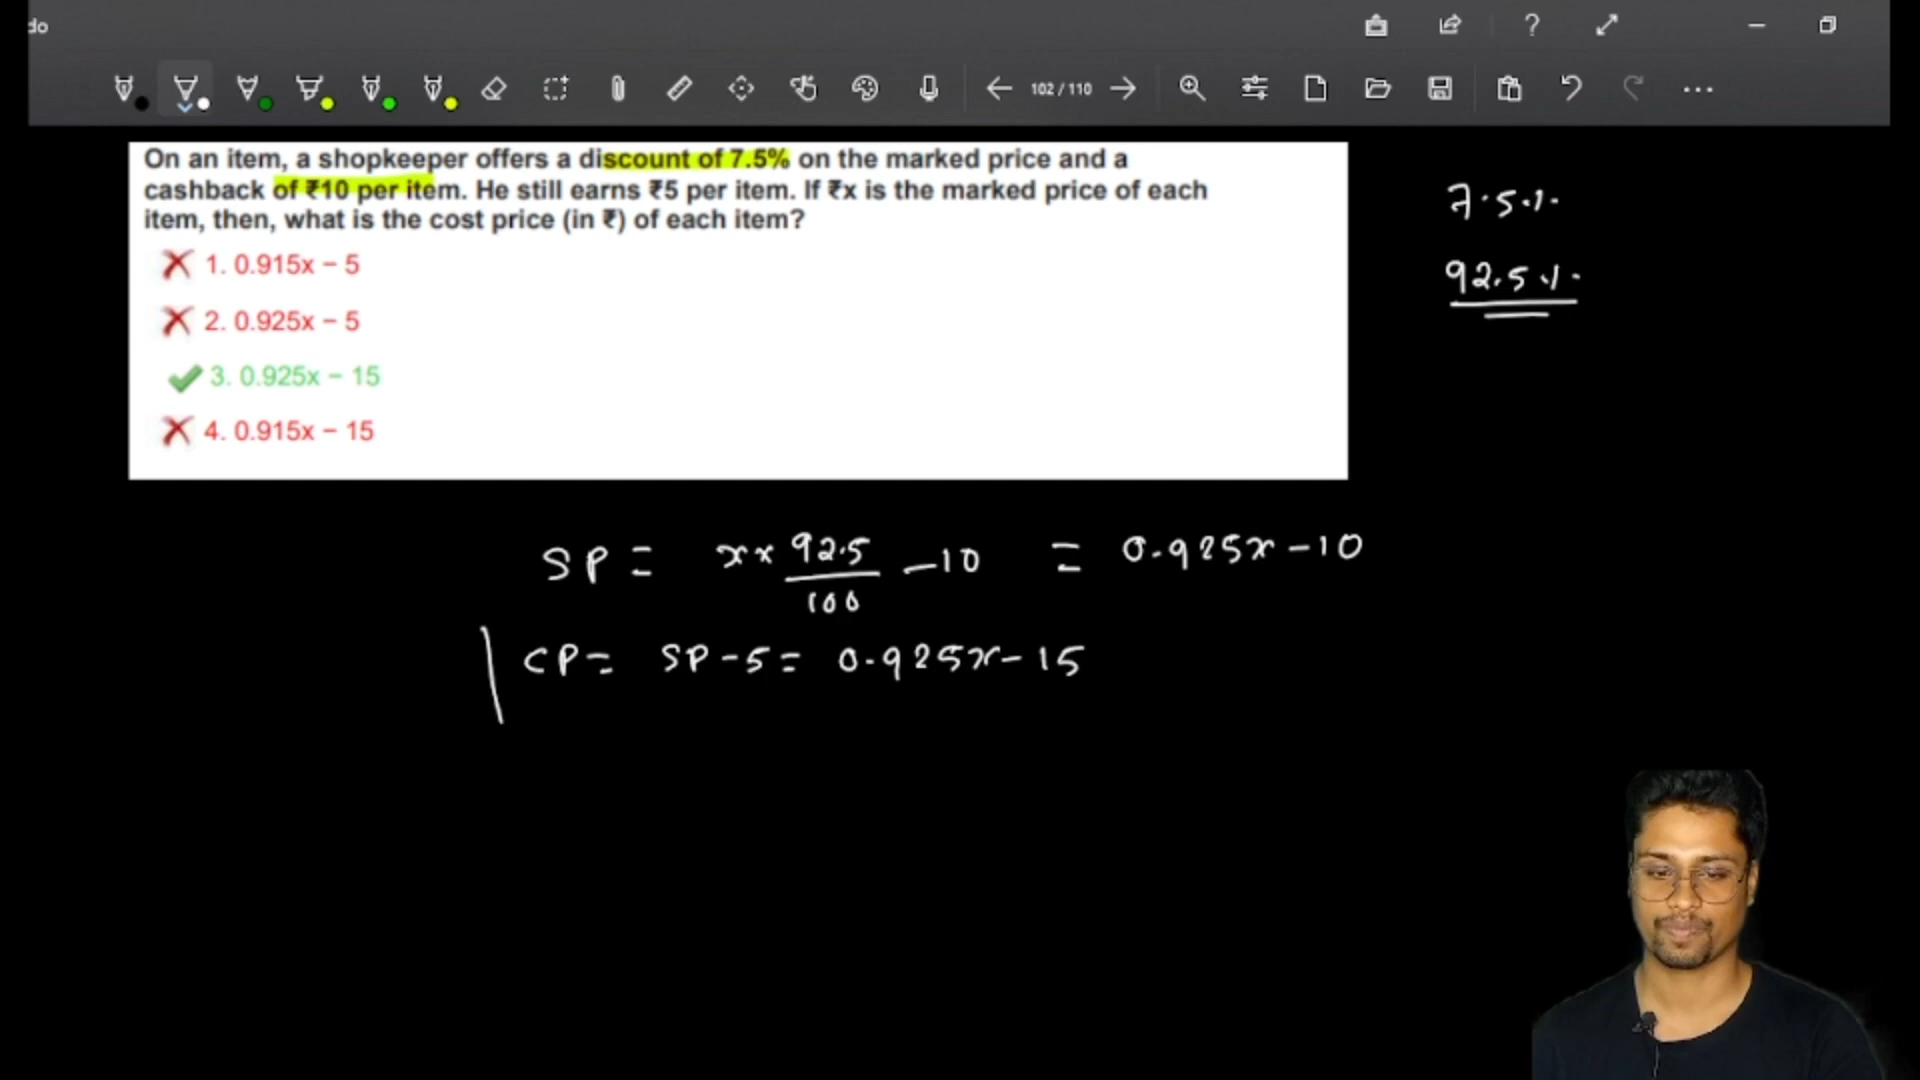 do
102 / 110
On an item, a shopkeeper offers a discount of 7.5% on the marked price and a
cashback of ₹10 per item. He still earns ₹5 per item. If ₹x is the marked price of each
item, then, what is the cost price (in ₹) of each item?
1. 0.915x − 5
2. 0.925x − 5
3. 0.925x − 15
4. 0.915x − 15
7.5%
92.5%
SP = x × 92.5/100 − 10 = 0.925x − 10
CP = SP − 5 = 0.925x − 15